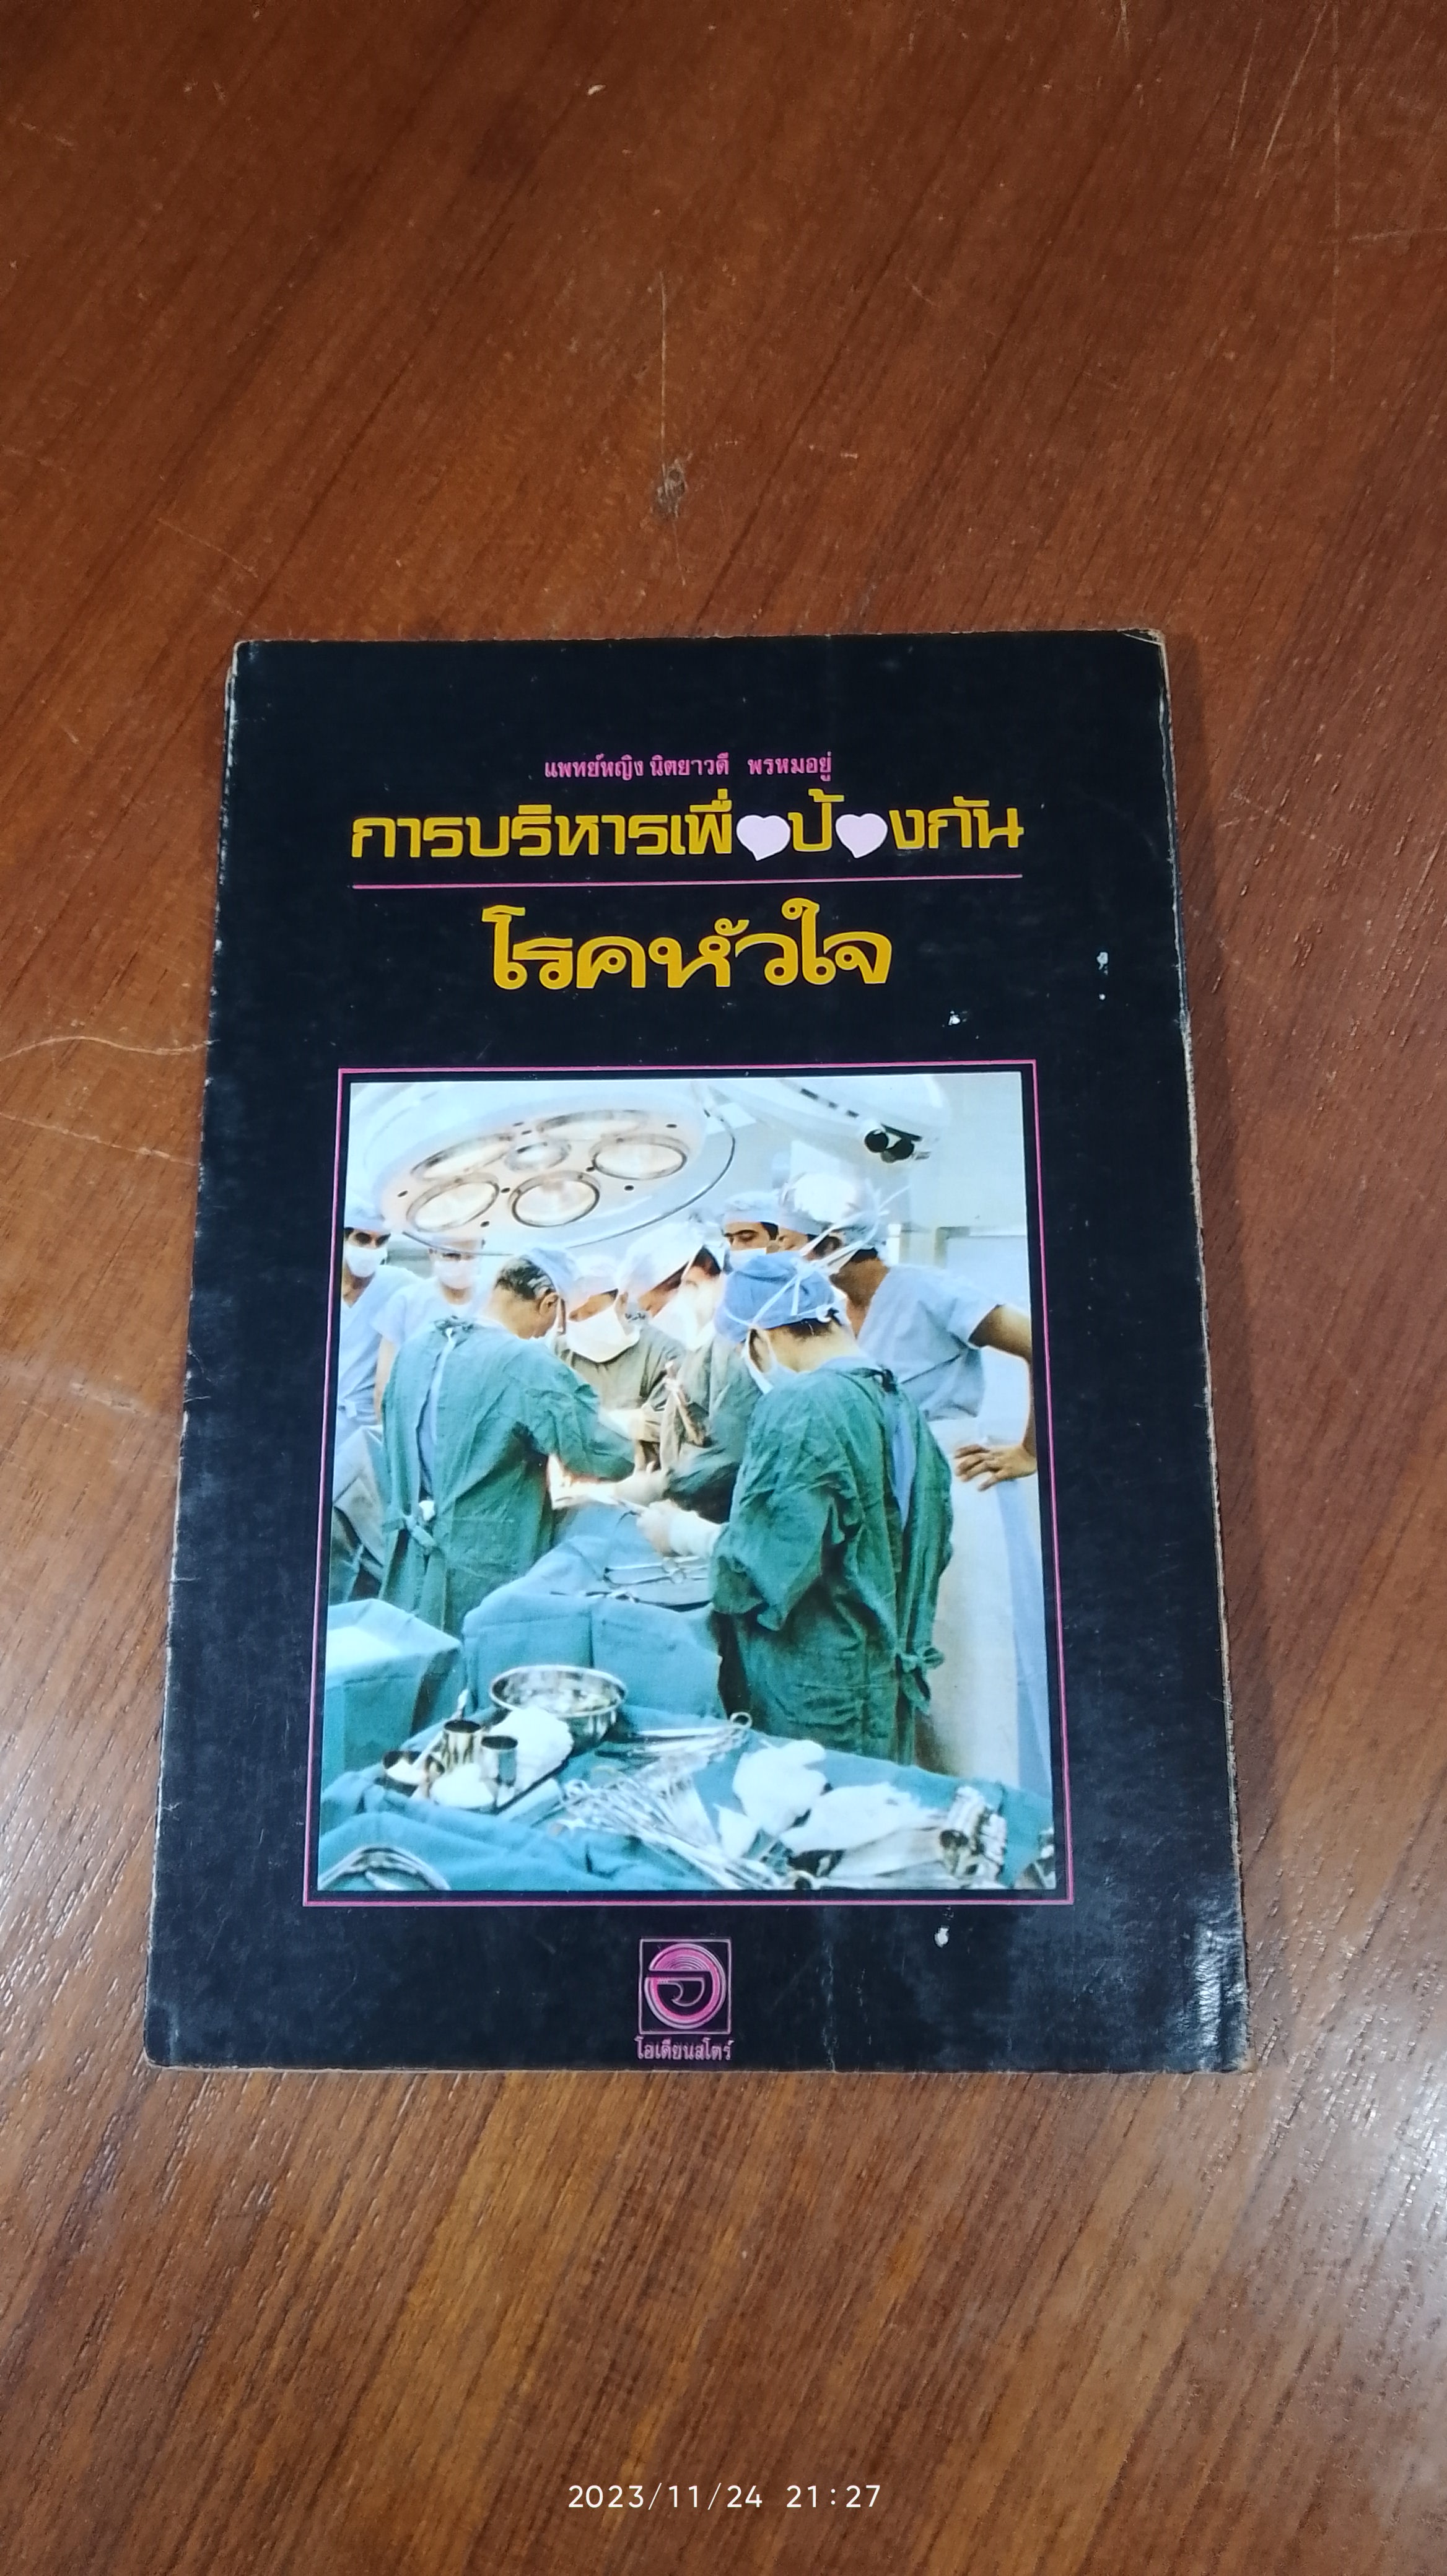 แพทย์หญิง นิตยาวดี พรหมอยู่
การบริหารเพื่อป้องกัน
โรคหัวใจ
โอเดียนสโตร์
2023/11/24 21:27